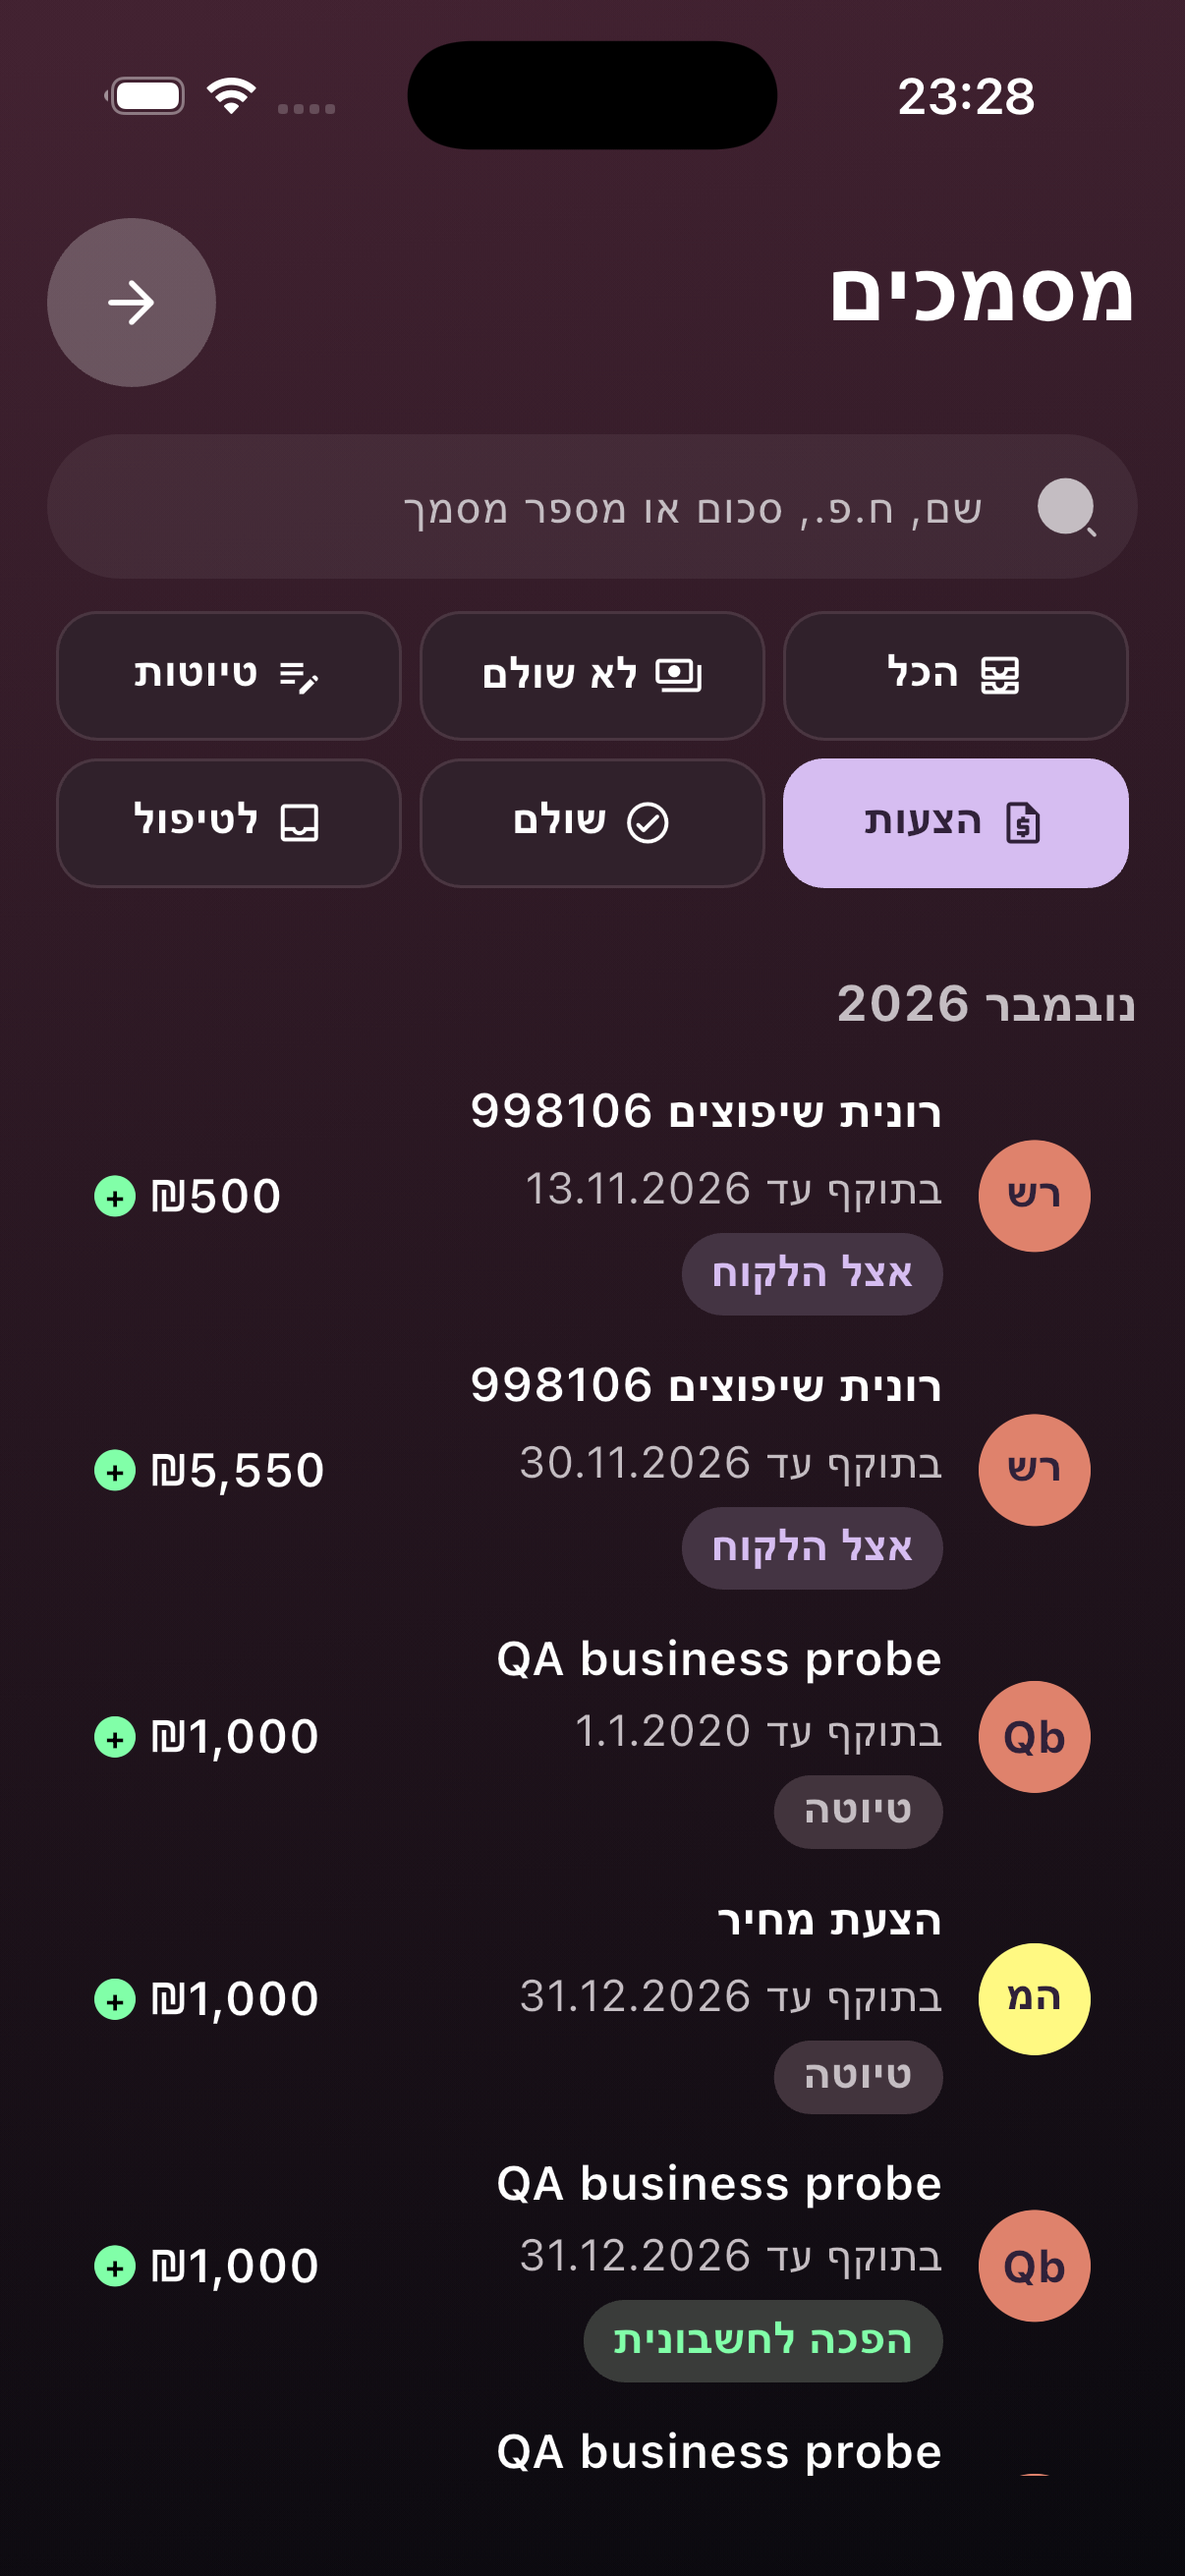 23:28
מסמכים
שם, ח.פ., סכום או מספר מסמך
הכל
לא שולם
טיוטות
הצעות
שולם
לטיפול
נובמבר 2026
רש
רונית שיפוצים 998106
בתוקף עד 13.11.2026
אצל הלקוח
₪500
רש
רונית שיפוצים 998106
בתוקף עד 30.11.2026
אצל הלקוח
₪5,550
Qb
QA business probe
בתוקף עד 1.1.2020
טיוטה
₪1,000
המ
הצעת מחיר
בתוקף עד 31.12.2026
טיוטה
₪1,000
Qb
QA business probe
בתוקף עד 31.12.2026
הפכה לחשבונית
₪1,000
QA business probe